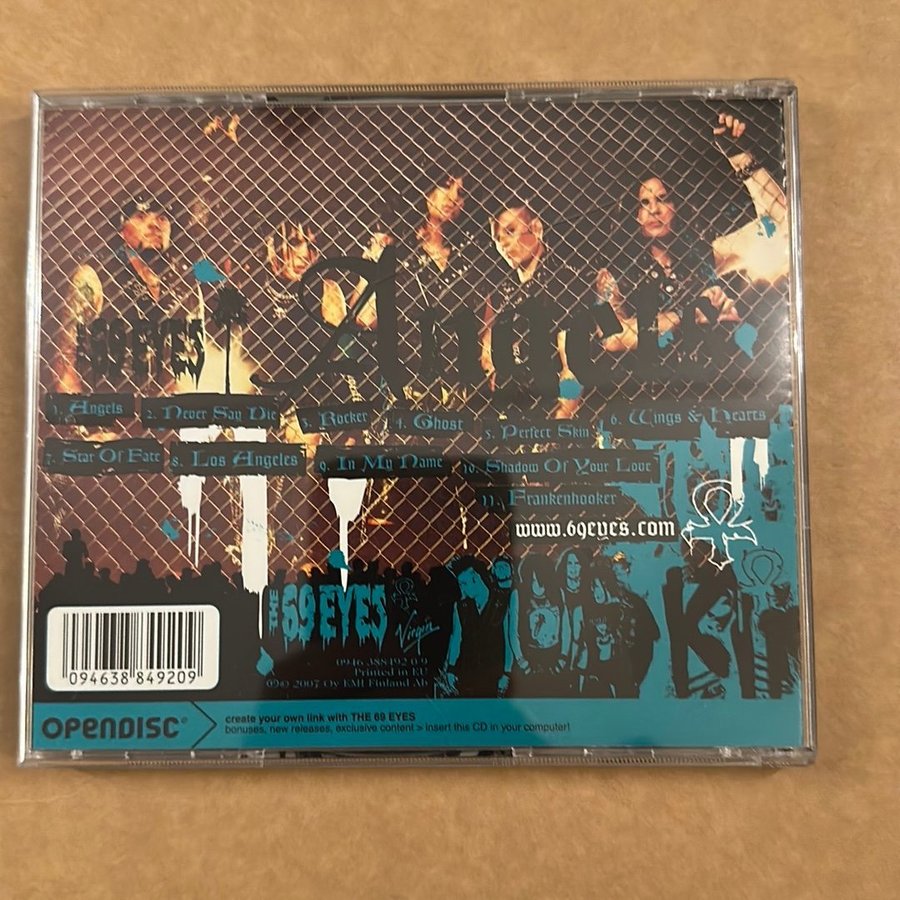 THE 69 EYES
Angels
1. Angels 2. Never Say Die 3. Rocker 4. Ghost 5. Perfect Skin 6. Wings & Hearts
7. Star Of Fate 8. Los Angeles 9. In My Name 10. Shadow Of Your Love
11. Frankenhooker
www.69eyes.com
THE 69 EYES
Virgin
0946 388492 0 9
Printed in EU
℗© 2007 Oy EMI Finland Ab
094638 849209
OPENDISC®
create your own link with THE 69 EYES
bonuses, new releases, exclusive content > insert this CD in your computer!